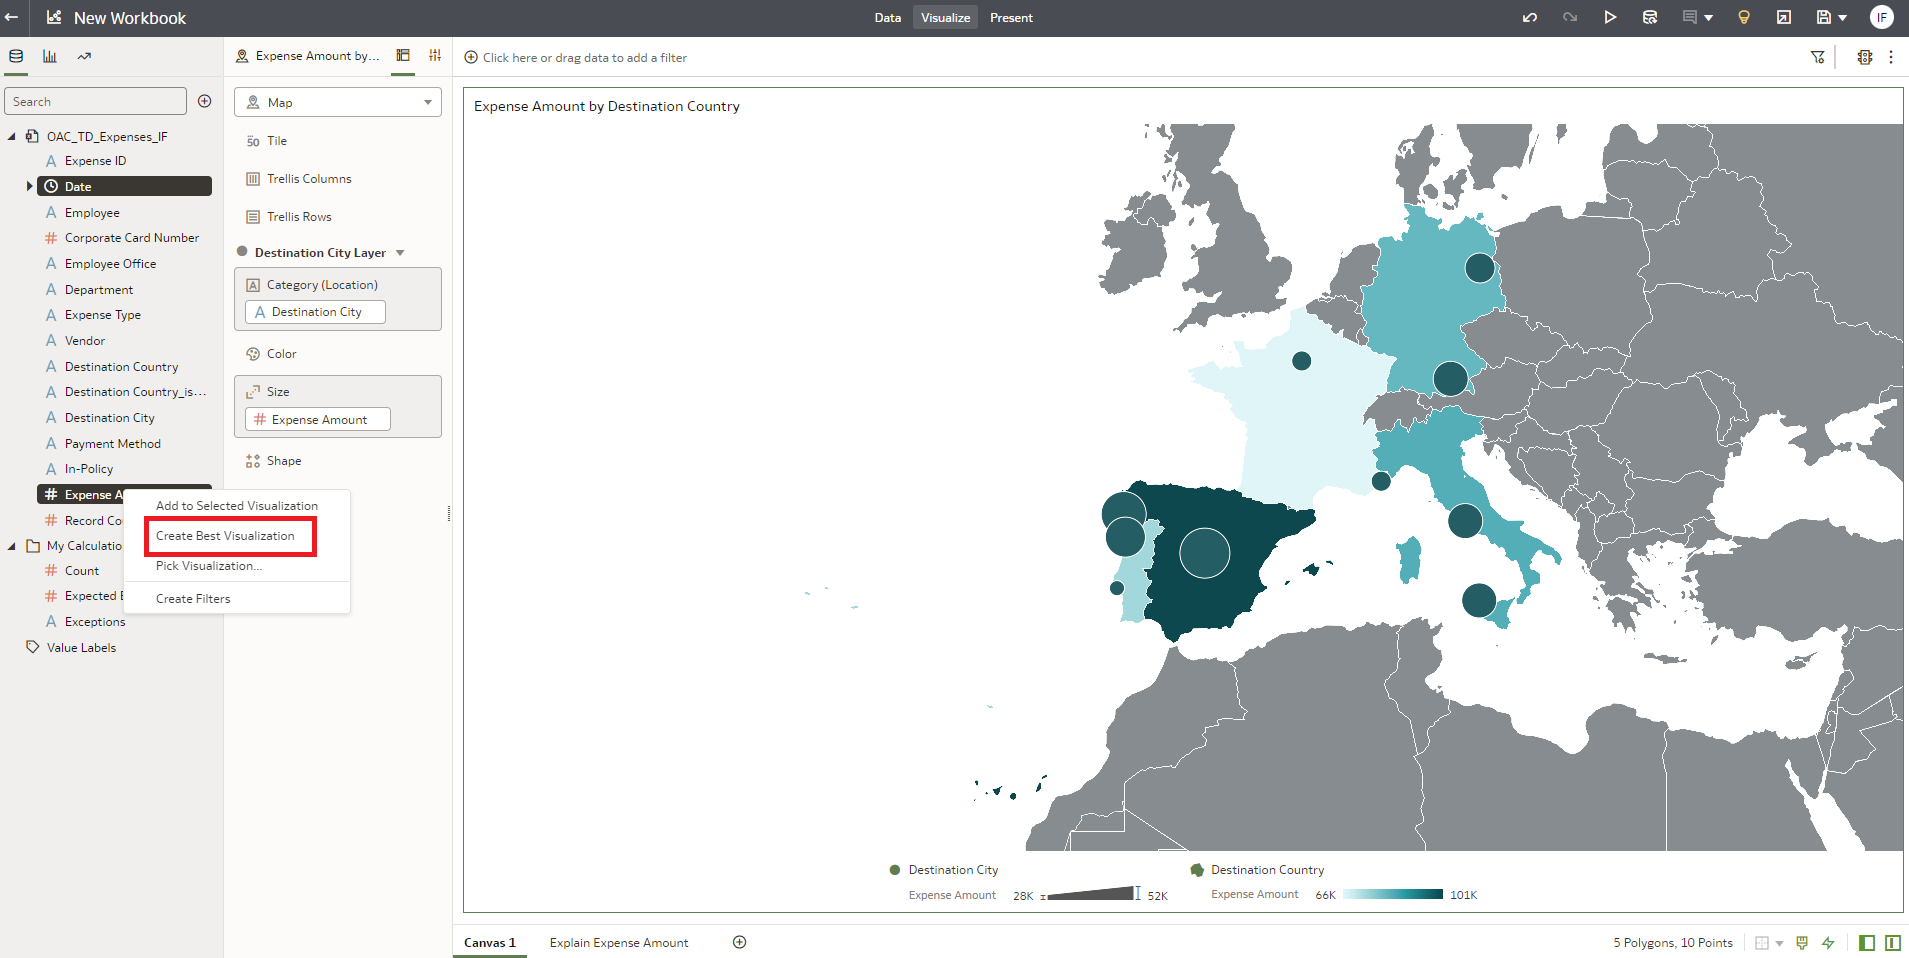 New Workbook
Data
Visualize
Present
IF
Search
OAC_TD_Expenses_IF
A Expense ID
Date
A Employee
# Corporate Card Number
A Employee Office
A Department
A Expense Type
A Vendor
A Destination Country
A Destination Country_is...
A Destination City
A Payment Method
A In-Policy
# Expense A
# Record Co
My Calculatio
# Count
# Expected E
A Exceptions
Value Labels
Add to Selected Visualization
Create Best Visualization
Pick Visualization...
Create Filters
Expense Amount by...
Map
50 Tile
Trellis Columns
Trellis Rows
Destination City Layer
A Category (Location)
A Destination City
Color
Size
# Expense Amount
Shape
Click here or drag data to add a filter
Expense Amount by Destination Country
Destination City
Expense Amount 28K 52K
Destination Country
Expense Amount 66K 101K
Canvas 1
Explain Expense Amount
5 Polygons, 10 Points